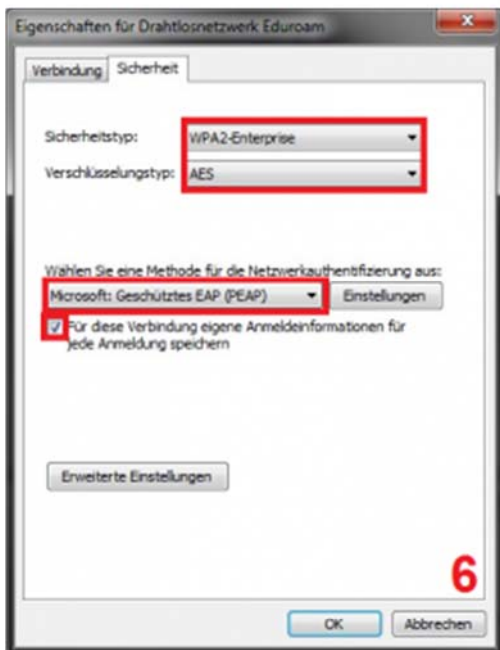 Eigenschaften für Drahtlosnetzwerk Eduroam
x
Verbindung Sicherheit
Sicherheitstyp: WPA2-Enterprise
Verschlüsselungstyp: AES
Wählen Sie eine Methode für die Netzwerkauthentifizierung aus:
Microsoft: Geschütztes EAP (PEAP) Einstellungen
Für diese Verbindung eigene Anmeldeinformationen für
jede Anmeldung speichern
Erweiterte Einstellungen
6
OK Abbrechen